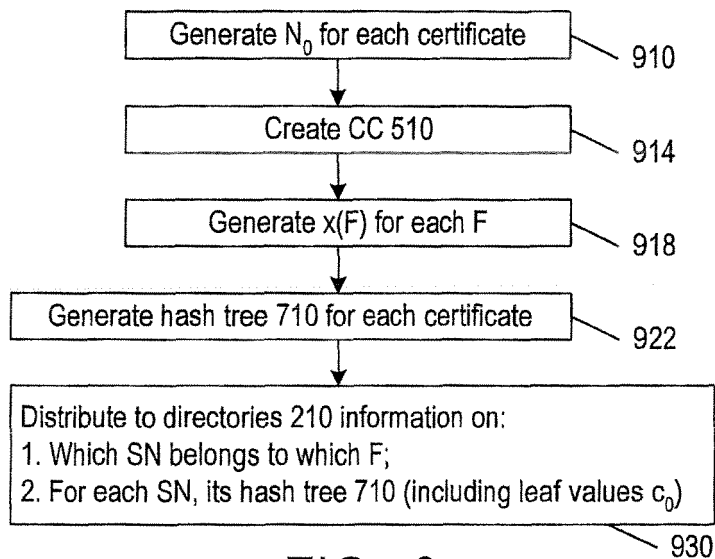 Generate N₀ for each certificate
910
Create CC 510
914
Generate x(F) for each F
918
Generate hash tree 710 for each certificate
922
Distribute to directories 210 information on:
1. Which SN belongs to which F;
2. For each SN, its hash tree 710 (including leaf values c₀)
930